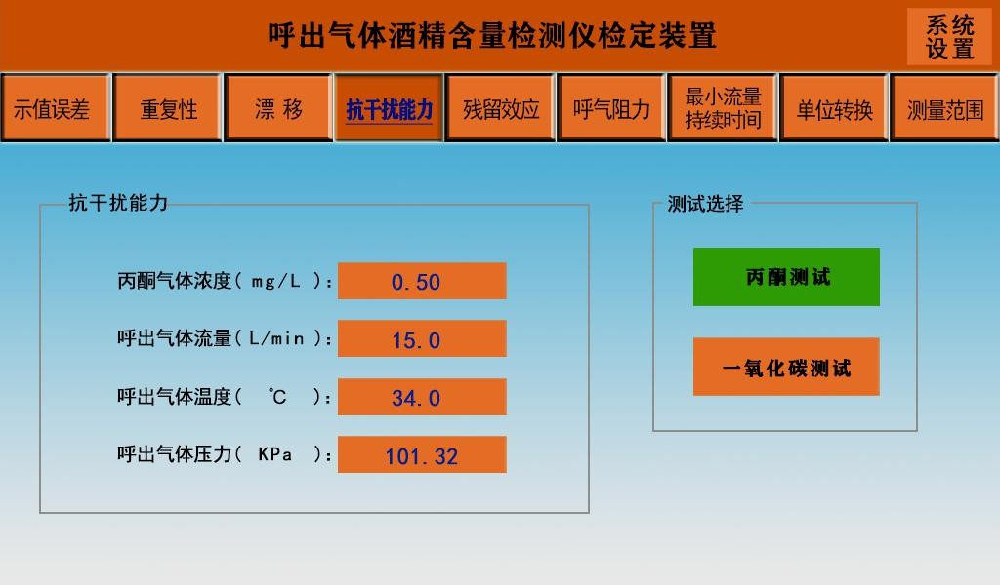 呼出气体酒精含量检测仪检定装置
系统
设置
示值误差
重复性
漂 移
抗干扰能力
残留效应
呼气阻力
最小流量
持续时间
单位转换
测量范围
抗干扰能力
丙酮气体浓度( mg/L ): 0.50
呼出气体流量( L/min ): 15.0
呼出气体温度( ℃ ): 34.0
呼出气体压力( KPa ): 101.32
测试选择
丙酮测试
一氧化碳测试